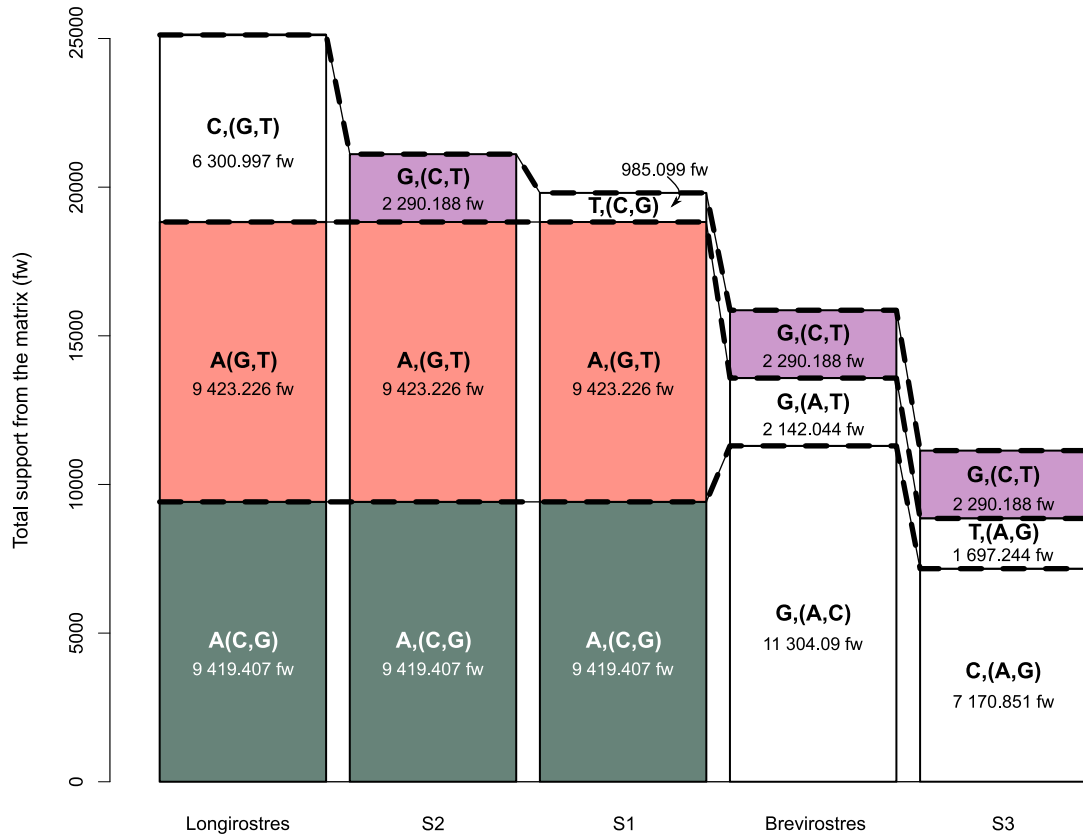 Total support from the matrix (fw)
25000
20000
15000
10000
5000
0
C,(G,T)
6 300.997 fw
A(G,T)
9 423.226 fw
A(C,G)
9 419.407 fw
Longirostres
G,(C,T)
2 290.188 fw
A,(G,T)
9 423.226 fw
A,(C,G)
9 419.407 fw
S2
985.099 fw
T,(C,G)
A,(G,T)
9 423.226 fw
A,(C,G)
9 419.407 fw
S1
G,(C,T)
2 290.188 fw
G,(A,T)
2 142.044 fw
G,(A,C)
11 304.09 fw
Brevirostres
G,(C,T)
2 290.188 fw
T,(A,G)
1 697.244 fw
C,(A,G)
7 170.851 fw
S3